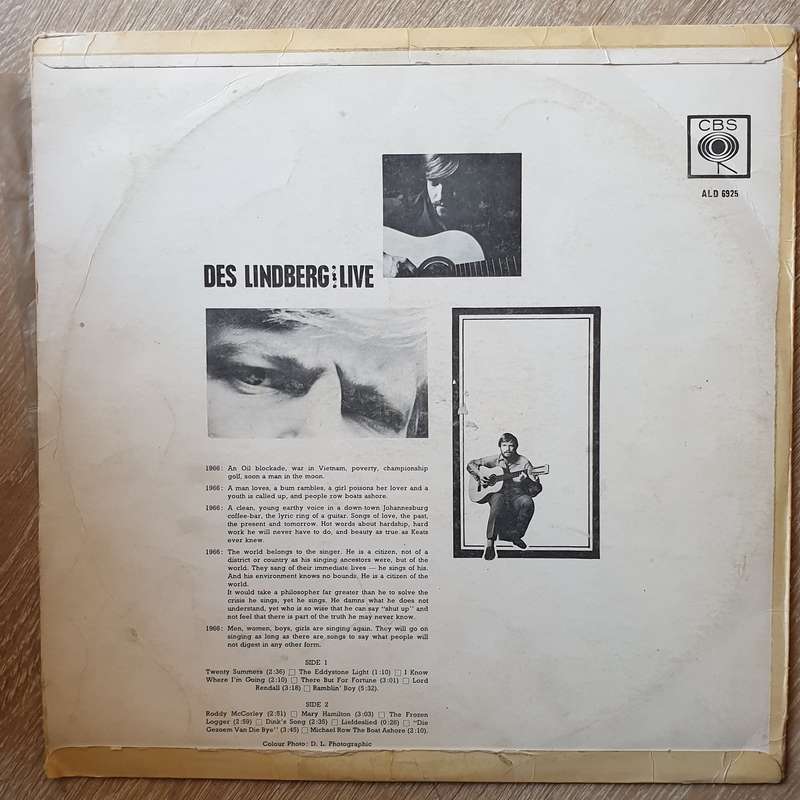 CBS
ALD 6925
DES LINDBERG:LIVE
1966: An Oil blockade, war in Vietnam, poverty, championship
golf, soon a man in the moon.
1966: A man loves, a bum rambles, a girl poisons her lover and a
youth is called up, and people row boats ashore.
1966: A clean, young earthy voice in a down-town Johannesburg
coffee-bar, the lyric ring of a guitar. Songs of love, the past,
the present and tomorrow. Hot words about hardship, hard
work he will never have to do, and beauty as true as Keats
ever knew.
1966: The world belongs to the singer. He is a citizen, not of a
district or country as his singing ancestors were, but of the
world. They sang of their immediate lives — he sings of his.
And his environment knows no bounds. He is a citizen of the
world.
It would take a philosopher far greater than he to solve the
crisis he sings, yet he sings. He damns what he does not
understand, yet who is so wise that he can say "shut up" and
not feel that there is part of the truth he may never know.
1966: Men, women, boys, girls are singing again. They will go on
singing as long as there are songs to say what people will
not digest in any other form.
SIDE 1
Twenty Summers (2:36) □ The Eddystone Light (1:10) □ I Know
Where I'm Going (2:10) □ There But For Fortune (3:01) □ Lord
Rendall (3:18) □ Ramblin' Boy (5:32).
SIDE 2
Roddy McCorley (2:51) □ Mary Hamilton (3:03) □ The Frozen
Logger (2:59) □ Dink's Song (2:35) □ Liefdeslied (0:26) □ "Die
Gezoem Van Die Bye" (3:45) □ Michael Row The Boat Ashore (2:10).
Colour Photo: D. L. Photographic